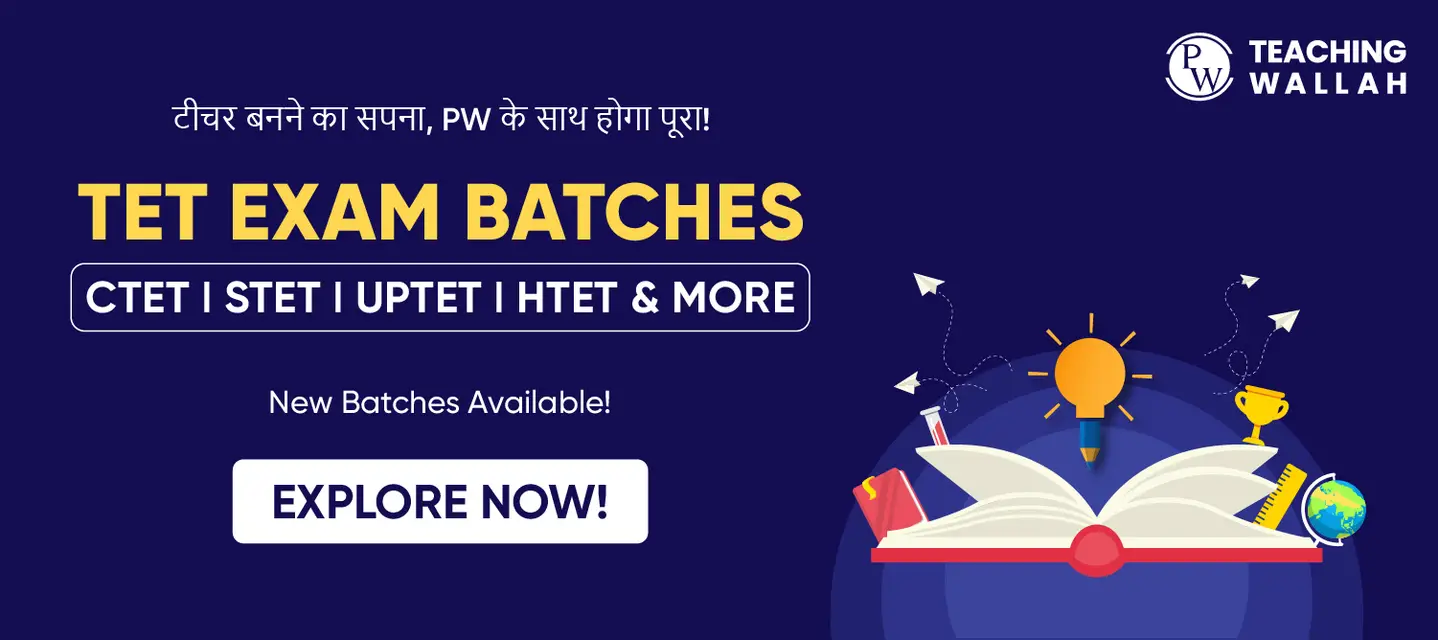 PW TEACHING
WALLAH
टीचर बनने का सपना, PW के साथ होगा पूरा!
TET EXAM BATCHES
CTET | STET | UPTET | HTET & MORE
New Batches Available!
EXPLORE NOW!